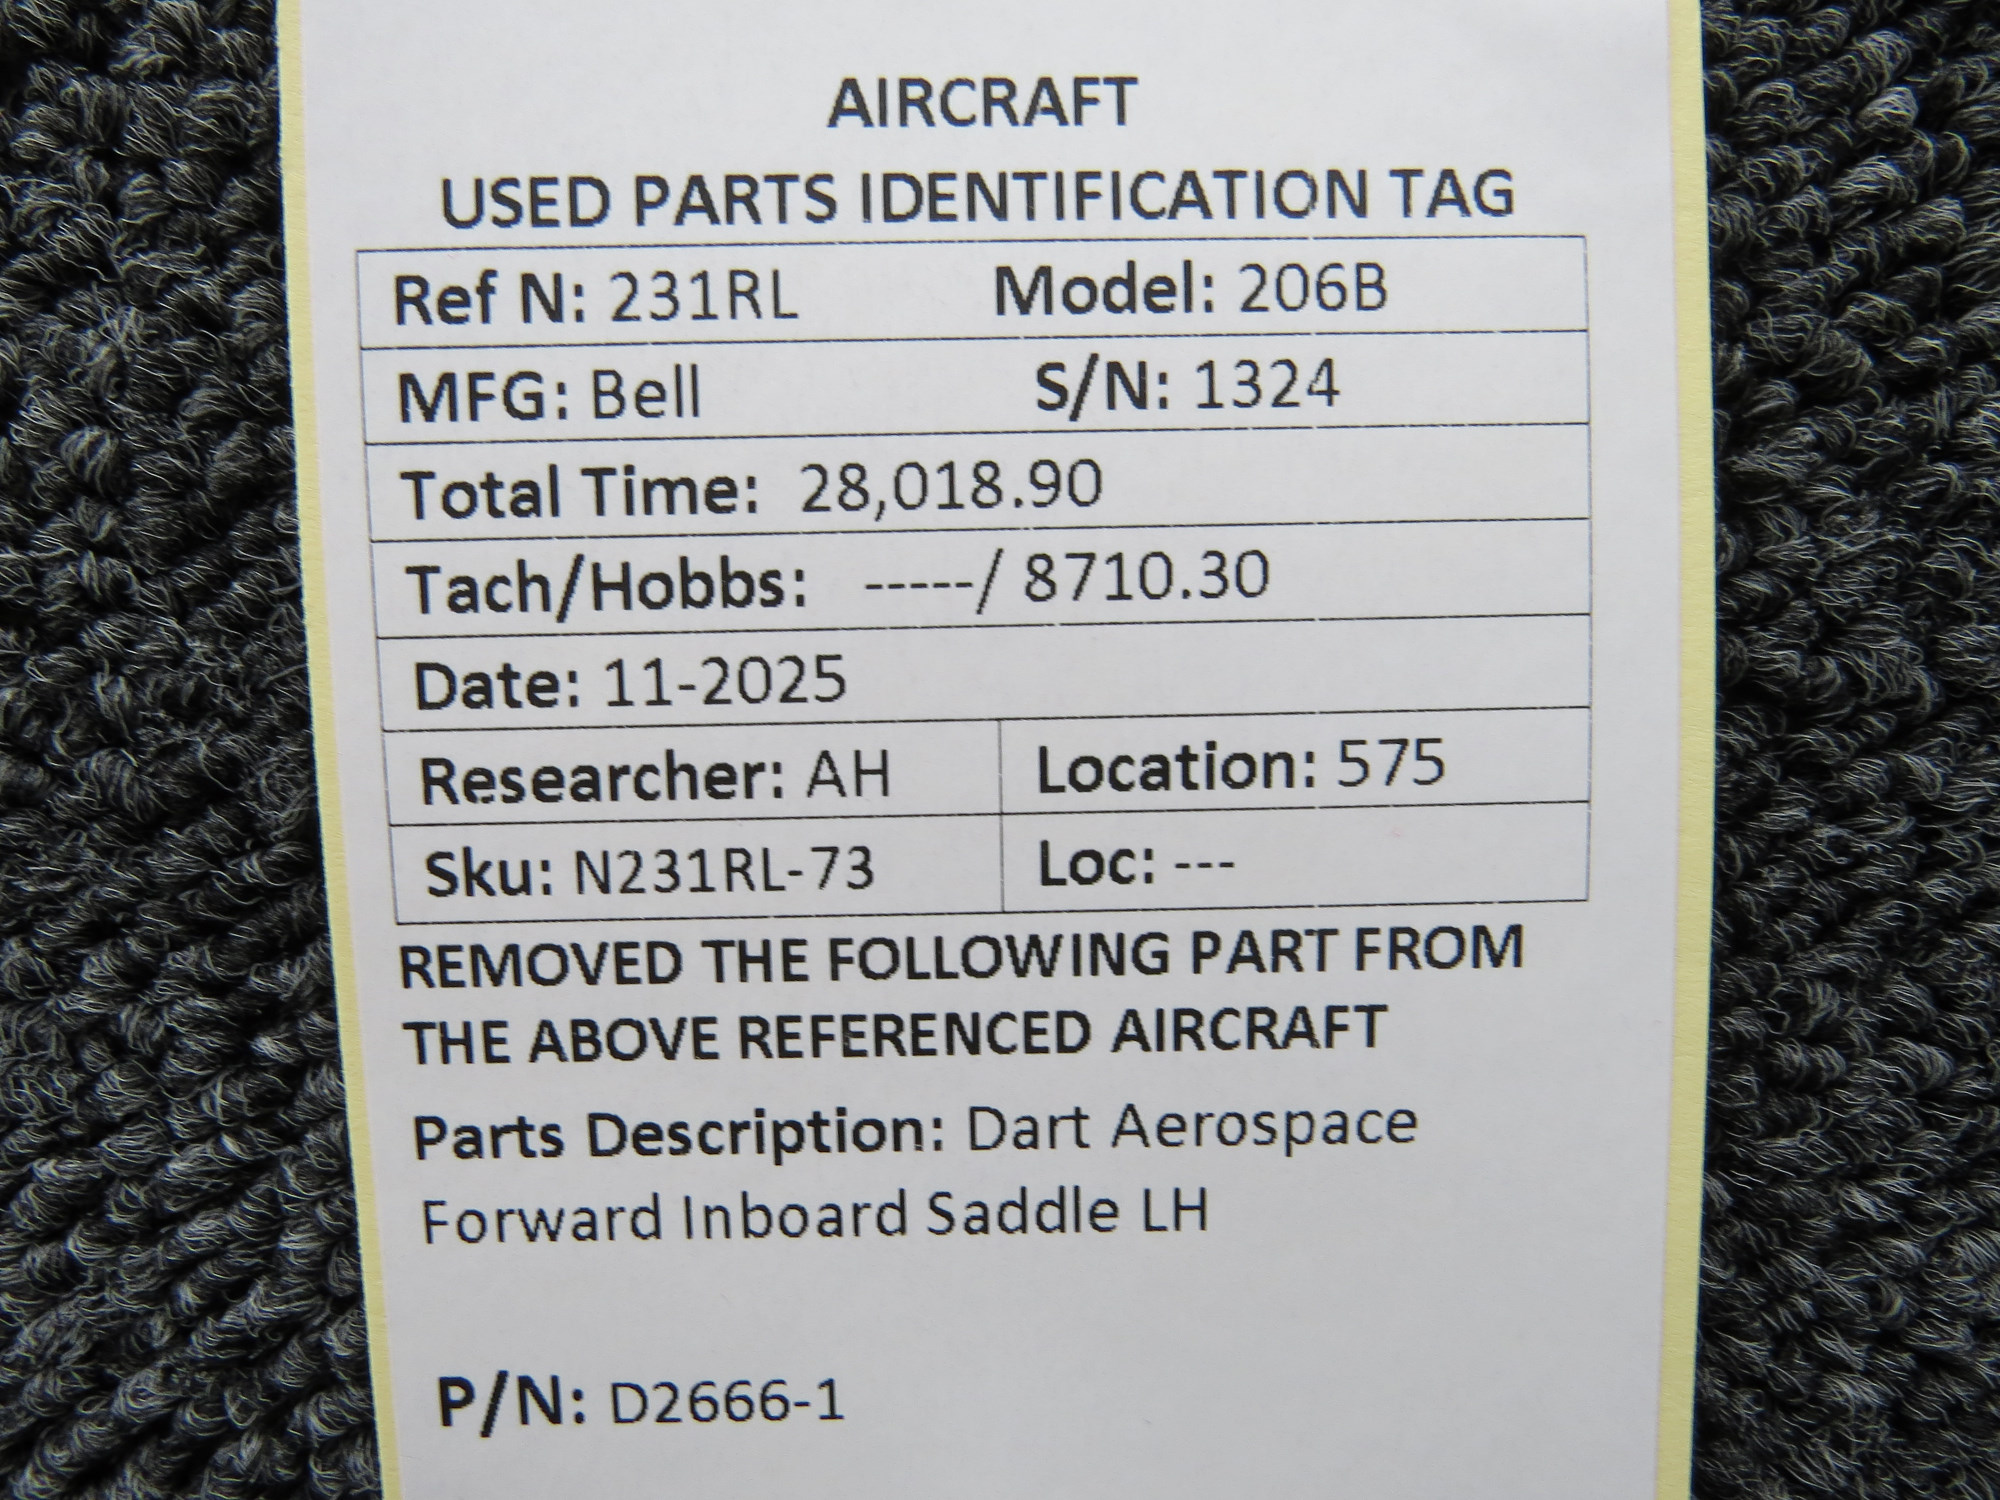 AIRCRAFT
USED PARTS IDENTIFICATION TAG
Ref N: 231RL Model: 206B
MFG: Bell S/N: 1324
Total Time: 28,018.90
Tach/Hobbs: -----/ 8710.30
Date: 11-2025
Researcher: AH Location: 575
Sku: N231RL-73 Loc: ---
REMOVED THE FOLLOWING PART FROM
THE ABOVE REFERENCED AIRCRAFT
Parts Description: Dart Aerospace
Forward Inboard Saddle LH
P/N: D2666-1